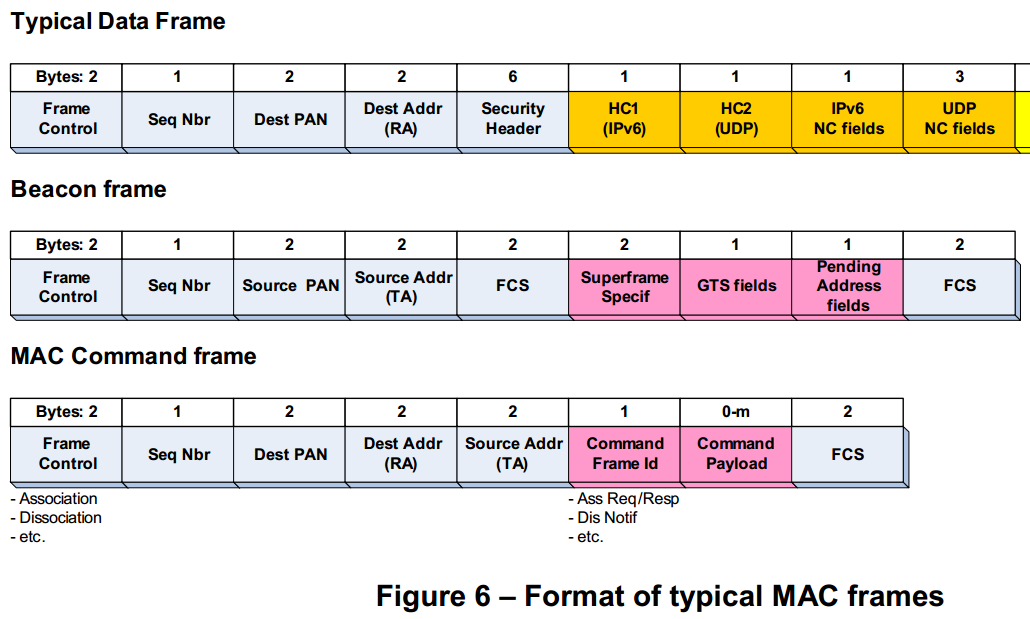 Typical Data Frame
Bytes: 2 1 2 2 6 1 1 1 3
Frame Control Seq Nbr Dest PAN Dest Addr (RA) Security Header HC1 (IPv6) HC2 (UDP) IPv6 NC fields UDP NC fields
Beacon frame
Bytes: 2 1 2 2 2 2 1 1 2
Frame Control Seq Nbr Source PAN Source Addr (TA) FCS Superframe Specif GTS fields Pending Address fields FCS
MAC Command frame
Bytes: 2 1 2 2 2 1 0-m 2
Frame Control Seq Nbr Dest PAN Dest Addr (RA) Source Addr (TA) Command Frame Id Command Payload FCS
- Association
- Dissociation
- etc.
- Ass Req/Resp
- Dis Notif
- etc.
Figure 6 – Format of typical MAC frames